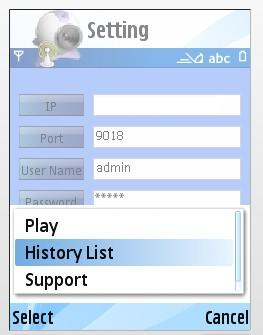 Setting
abc
IP
Port 9018
User Name admin
Password *****
Play
History List
Support
Select Cancel